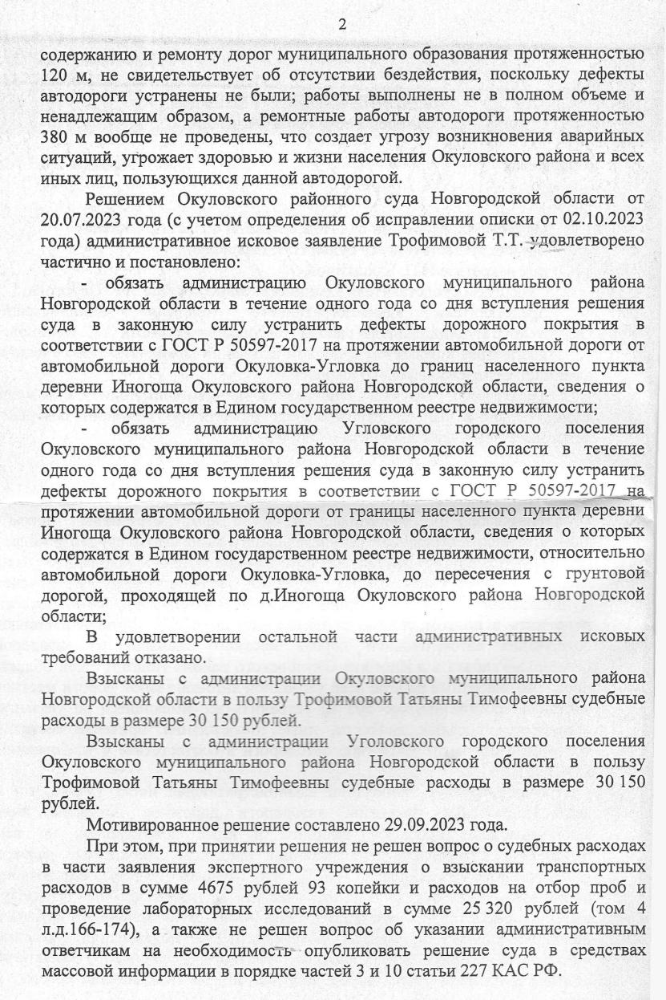 2
содержанию и ремонту дорог муниципального образования протяженностью
120 м, не свидетельствует об отсутствии бездействия, поскольку дефекты
автодороги устранены не были; работы выполнены не в полном объеме и
ненадлежащим образом, а ремонтные работы автодороги протяженностью
380 м вообще не проведены, что создает угрозу возникновения аварийных
ситуаций, угрожает здоровью и жизни населения Окуловского района и всех
иных лиц, пользующихся данной автодорогой.
Решением Окуловского районного суда Новгородской области от
20.07.2023 года (с учетом определения об исправлении описки от 02.10.2023
года) административное исковое заявление Трофимовой Т.Т. удовлетворено
частично и постановлено:
- обязать администрацию Окуловского муниципального района
Новгородской области в течение одного года со дня вступления решения
суда в законную силу устранить дефекты дорожного покрытия в
соответствии с ГОСТ Р 50597-2017 на протяжении автомобильной дороги от
автомобильной дороги Окуловка-Угловка до границ населенного пункта
деревни Иногоща Окуловского района Новгородской области, сведения о
которых содержатся в Едином государственном реестре недвижимости;
- обязать администрацию Угловского городского поселения
Окуловского муниципального района Новгородской области в течение
одного года со дня вступления решения суда в законную силу устранить
дефекты дорожного покрытия в соответствии с ГОСТ Р 50597-2017 на
протяжении автомобильной дороги от границы населенного пункта деревни
Иногоща Окуловского района Новгородской области, сведения о которых
содержатся в Едином государственном реестре недвижимости, относительно
автомобильной дороги Окуловка-Угловка, до пересечения с грунтовой
дорогой, проходящей по д.Иногоща Окуловского района Новгородской
области;
В удовлетворении остальной части административных исковых
требований отказано.
Взысканы с администрации Окуловского муниципального района
Новгородской области в пользу Трофимовой Татьяны Тимофеевны судебные
расходы в размере 30 150 рублей.
Взысканы с администрации Уголовского городского поселения
Окуловского муниципального района Новгородской области в пользу
Трофимовой Татьяны Тимофеевны судебные расходы в размере 30 150
рублей.
Мотивированное решение составлено 29.09.2023 года.
При этом, при принятии решения не решен вопрос о судебных расходах
в части заявления экспертного учреждения о взыскании транспортных
расходов в сумме 4675 рублей 93 копейки и расходов на отбор проб и
проведение лабораторных исследований в сумме 25 320 рублей (том 4
л.д.166-174), а также не решен вопрос об указании административным
ответчикам на необходимость опубликовать решение суда в средствах
массовой информации в порядке частей 3 и 10 статьи 227 КАС РФ.